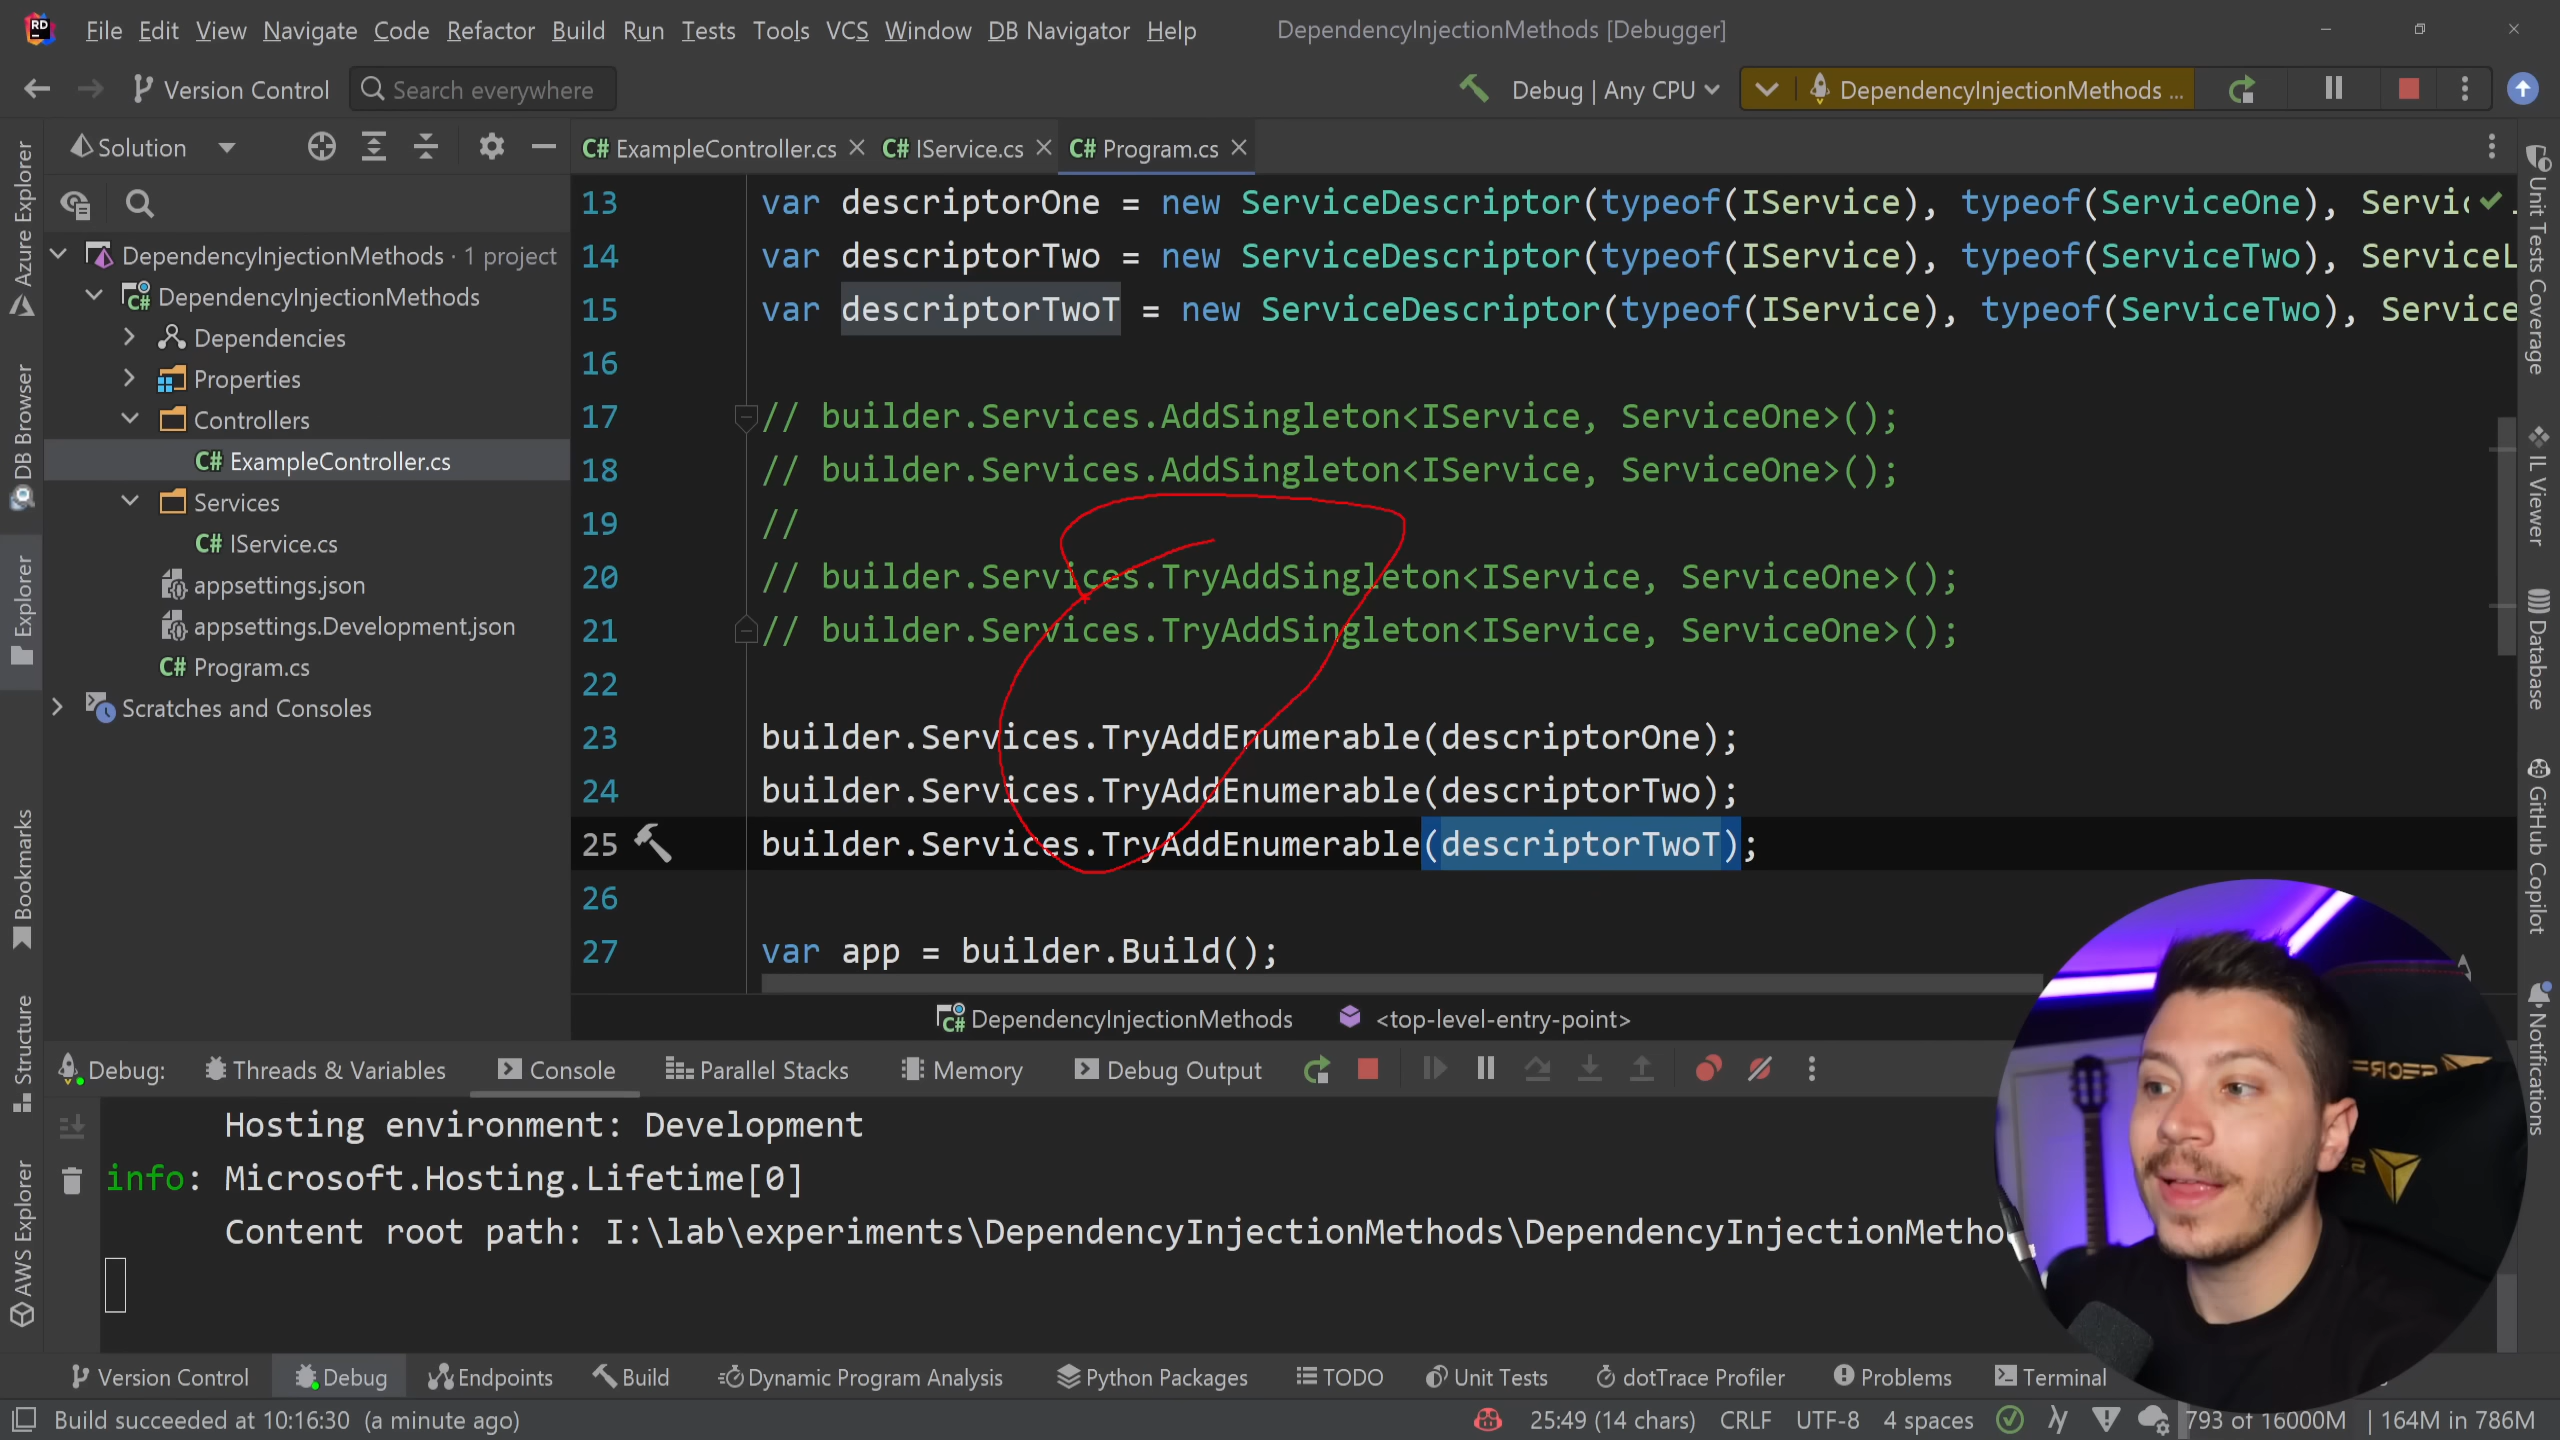 File Edit View Navigate Code Refactor Build Run Tests Tools VCS Window DB Navigator Help DependencyInjectionMethods [Debugger]
Version Control Search everywhere Debug | Any CPU DependencyInjectionMethods ...
Solution
ExampleController.cs IService.cs Program.cs
DependencyInjectionMethods · 1 project
DependencyInjectionMethods
Dependencies
Properties
Controllers
C# ExampleController.cs
Services
C# IService.cs
appsettings.json
appsettings.Development.json
C# Program.cs
Scratches and Consoles
13 var descriptorOne = new ServiceDescriptor(typeof(IService), typeof(ServiceOne), Servic
14 var descriptorTwo = new ServiceDescriptor(typeof(IService), typeof(ServiceTwo), ServiceL
15 var descriptorTwoT = new ServiceDescriptor(typeof(IService), typeof(ServiceTwo), Service
16
17 // builder.Services.AddSingleton<IService, ServiceOne>();
18 // builder.Services.AddSingleton<IService, ServiceOne>();
19 //
20 // builder.Services.TryAddSingleton<IService, ServiceOne>();
21 // builder.Services.TryAddSingleton<IService, ServiceOne>();
22
23 builder.Services.TryAddEnumerable(descriptorOne);
24 builder.Services.TryAddEnumerable(descriptorTwo);
25 builder.Services.TryAddEnumerable(descriptorTwoT);
26
27 var app = builder.Build();
DependencyInjectionMethods <top-level-entry-point>
Debug: Threads & Variables Console Parallel Stacks Memory Debug Output
Hosting environment: Development
info: Microsoft.Hosting.Lifetime[0]
Content root path: I:\lab\experiments\DependencyInjectionMethods\DependencyInjectionMetho
Version Control Debug Endpoints Build Dynamic Program Analysis Python Packages TODO Unit Tests dotTrace Profiler Problems Terminal
Build succeeded at 10:16:30 (a minute ago) 25:49 (14 chars) CRLF UTF-8 4 spaces 793 of 16000M 164M in 786M
Azure Explorer
DB Browser
Explorer
Bookmarks
Structure
AWS Explorer
Unit Tests Coverage
IL Viewer
Database
GitHub Copilot
Notifications